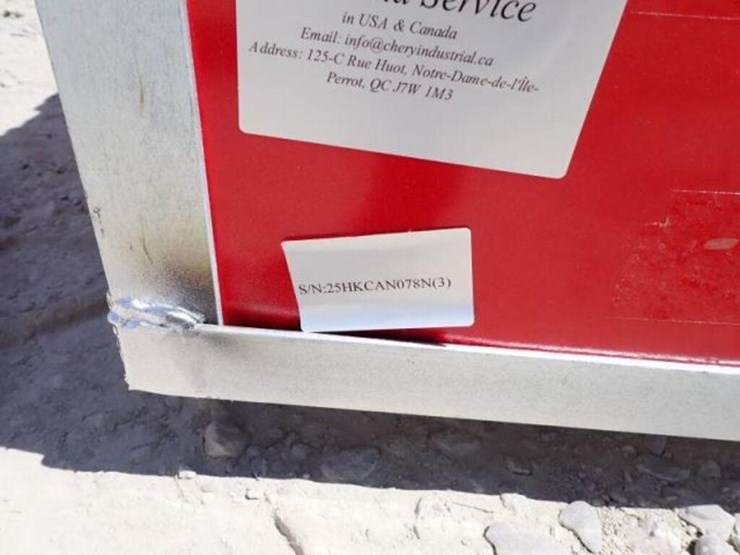 Service
in USA & Canada
Email: info@cheryindustrial.ca
Address: 125-C Rue Huot, Notre-Dame-de-l'Île-
Perrot, QC J7W 1M3
S/N:25HKCAN078N(3)